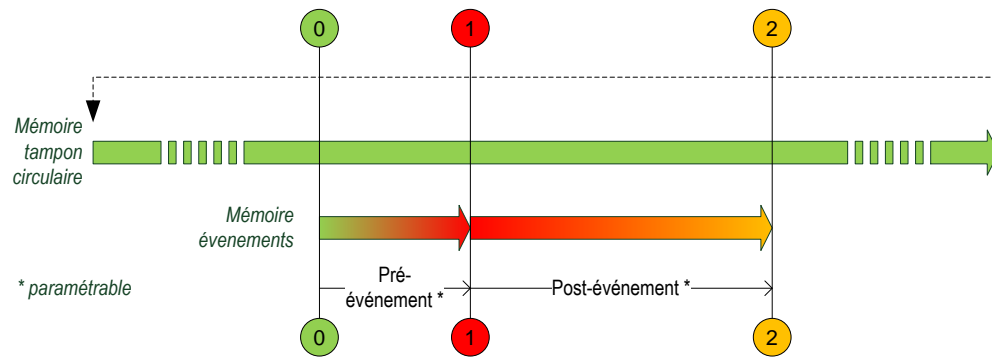 0
1
2
Mémoire
tampon
circulaire
Mémoire
évenements
* paramétrable
Pré-
événement *
Post-événement *
0
1
2